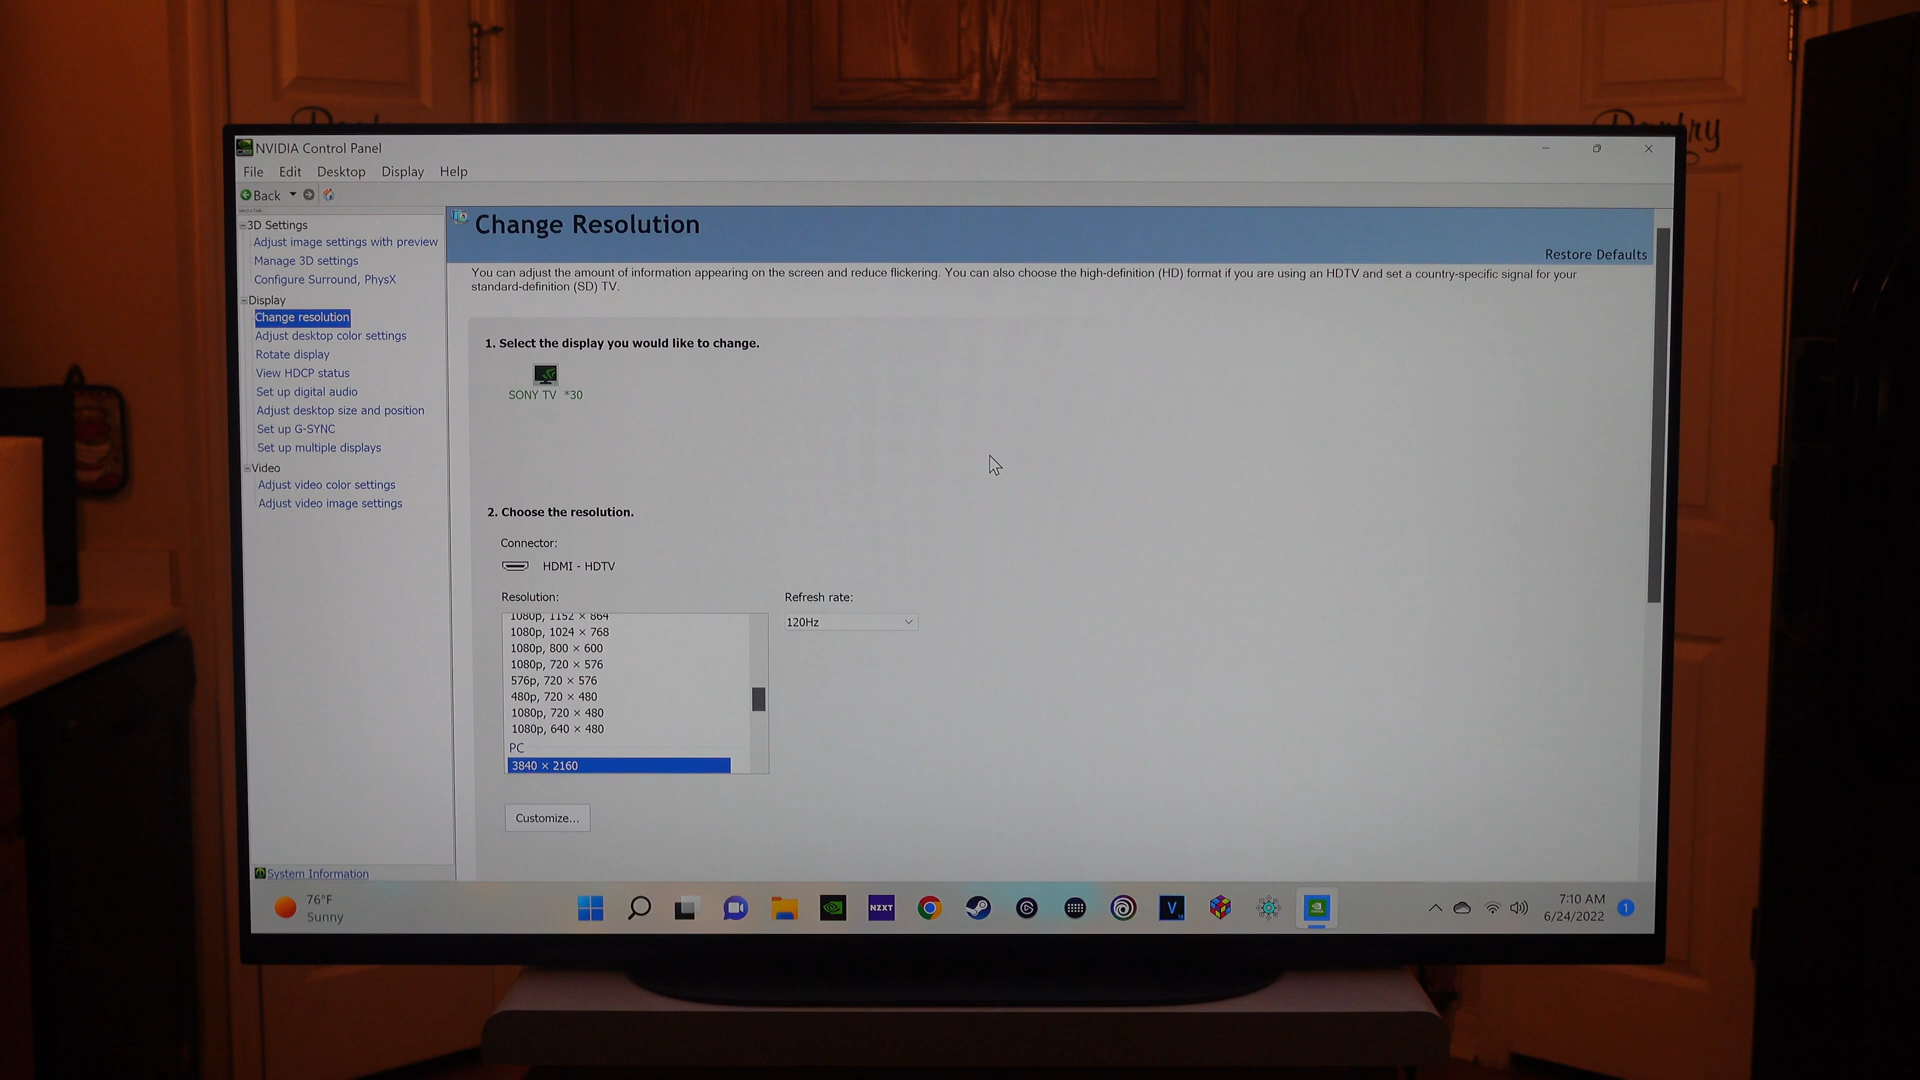 Pantry
NVIDIA Control Panel
File Edit Desktop Display Help
Back
3D Settings
Adjust image settings with preview
Manage 3D settings
Configure Surround, PhysX
Display
Change resolution
Adjust desktop color settings
Rotate display
View HDCP status
Set up digital audio
Adjust desktop size and position
Set up G-SYNC
Set up multiple displays
Video
Adjust video color settings
Adjust video image settings
System Information
Change Resolution
Restore Defaults
You can adjust the amount of information appearing on the screen and reduce flickering. You can also choose the high-definition (HD) format if you are using an HDTV and set a country-specific signal for your
standard-definition (SD) TV.
1. Select the display you would like to change.
SONY TV *30
2. Choose the resolution.
Connector:
HDMI - HDTV
Resolution:
1080p, 1152 × 864
1080p, 1024 × 768
1080p, 800 × 600
1080p, 720 × 576
576p, 720 × 576
480p, 720 × 480
1080p, 720 × 480
1080p, 640 × 480
PC
3840 × 2160
Refresh rate:
120Hz
Customize...
76°F
Sunny
NZXT
V
7:10 AM
6/24/2022
1